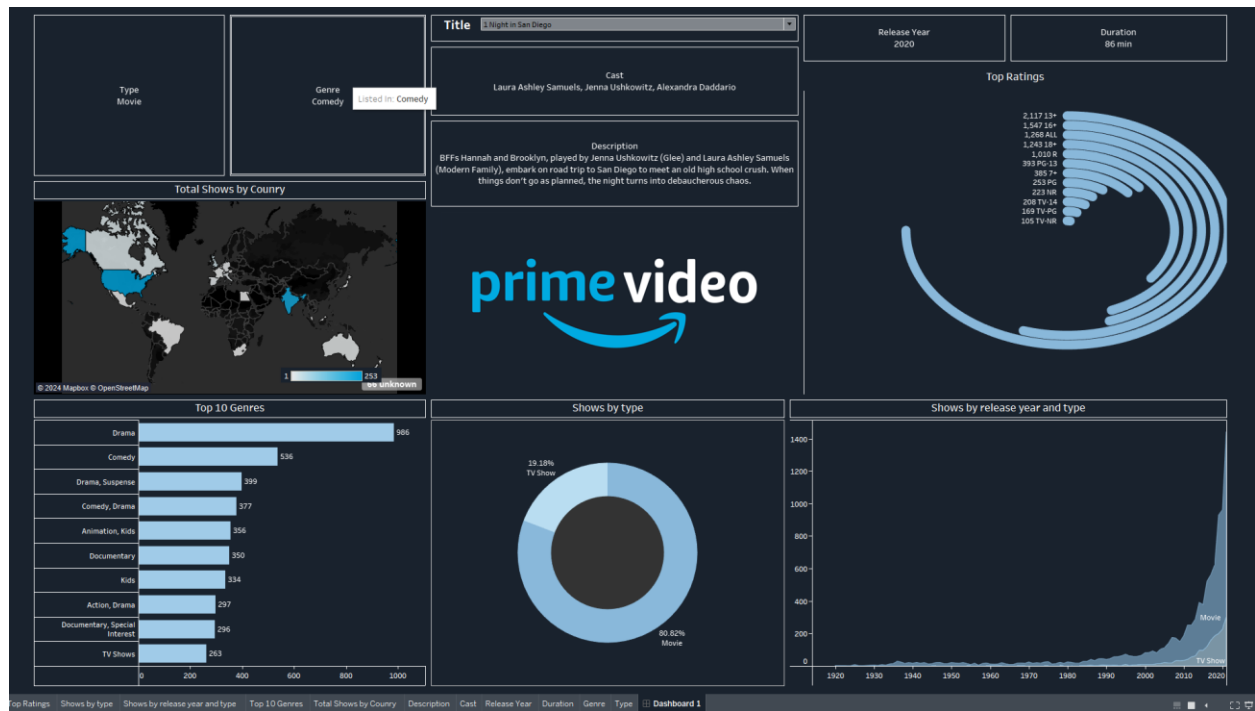 Type
Movie
Genre
Comedy
Listed in: Comedy
Title
1 Night in San Diego
Cast
Laura Ashley Samuels, Jenna Ushkowitz, Alexandra Daddario
Description
BFFs Hannah and Brooklyn, played by Jenna Ushkowitz (Glee) and Laura Ashley Samuels
(Modern Family), embark on road trip to San Diego to meet an old high school crush. When
things don't go as planned, the night turns into debaucherous chaos.
Release Year
2020
Duration
86 min
Top Ratings
2,117 13+
1,547 16+
1,268 ALL
1,243 18+
1,010 R
393 PG-13
385 7+
253 PG
223 NR
208 TV-14
169 TV-PG
105 TV-NR
Total Shows by Counry
1
253
66 unknown
© 2024 Mapbox © OpenStreetMap
prime video
Top 10 Genres
Drama
986
Comedy
536
Drama, Suspense
399
Comedy, Drama
377
Animation, Kids
356
Documentary
350
Kids
334
Action, Drama
297
Documentary, Special
Interest
296
TV Shows
263
0 200 400 600 800 1000
Shows by type
19.18%
TV Show
80.82%
Movie
Shows by release year and type
1400
1200
1000
800
600
400
200
0
Movie
TV Show
1920 1930 1940 1950 1960 1970 1980 1990 2000 2010 2020
Top Ratings Shows by type Shows by release year and type Top 10 Genres Total Shows by Counry Description Cast Release Year Duration Genre Type Dashboard 1